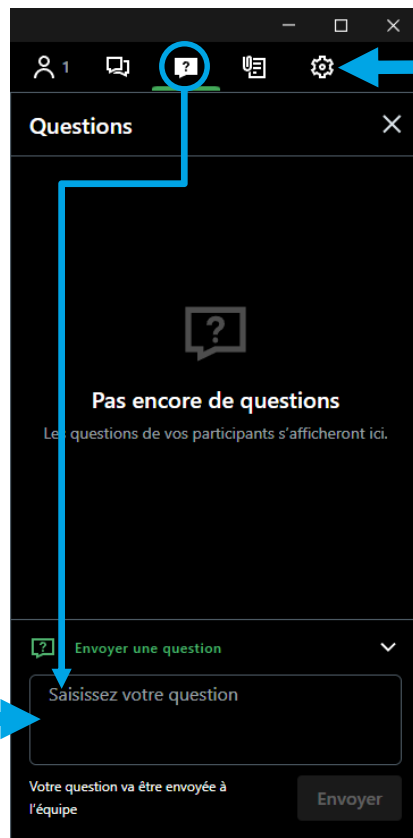 1
?
Questions
?
Pas encore de questions
Les questions de vos participants s'afficheront ici.
?
Envoyer une question
Saisissez votre question
Votre question va être envoyée à
l'équipe
Envoyer